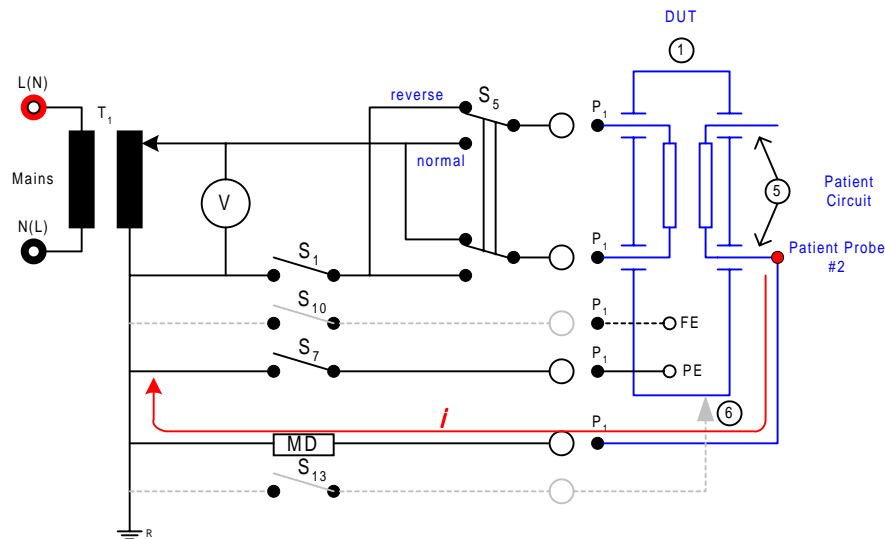 DUT
1
L(N)
T1
reverse
S5
P1
normal
Mains
V
5
Patient
Circuit
N(L)
S1
P1
Patient Probe
#2
S10
P1
FE
S7
P1
PE
i
6
MD
P1
S13
R